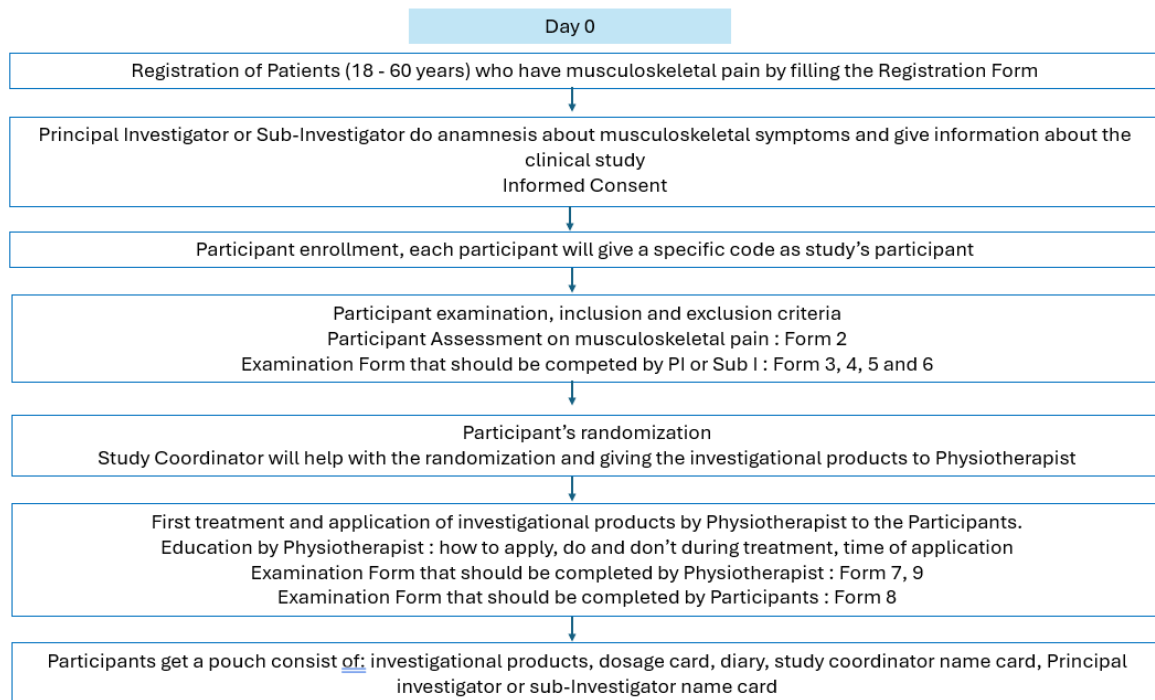 Day 0
Registration of Patients (18 - 60 years) who have musculoskeletal pain by filling the Registration Form
Principal Investigator or Sub-Investigator do anamnesis about musculoskeletal symptoms and give information about the
clinical study
Informed Consent
Participant enrollment, each participant will give a specific code as study’s participant
Participant examination, inclusion and exclusion criteria
Participant Assessment on musculoskeletal pain : Form 2
Examination Form that should be competed by PI or Sub I : Form 3, 4, 5 and 6
Participant’s randomization
Study Coordinator will help with the randomization and giving the investigational products to Physiotherapist
First treatment and application of investigational products by Physiotherapist to the Participants.
Education by Physiotherapist : how to apply, do and don’t during treatment, time of application
Examination Form that should be completed by Physiotherapist : Form 7, 9
Examination Form that should be completed by Participants : Form 8
Participants get a pouch consist of: investigational products, dosage card, diary, study coordinator name card, Principal
investigator or sub-Investigator name card